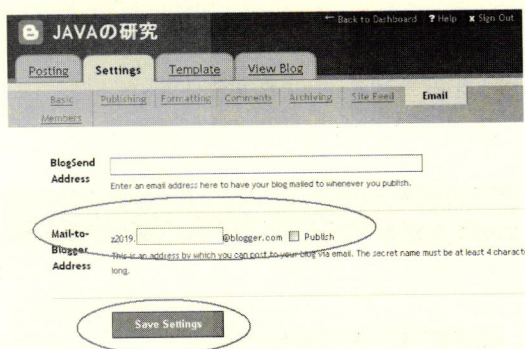 JAVAの研究
← Back to Dashboard ? Help x Sign Out
Posting Settings Template View Blog
Basic Publishing Formatting Comments Archiving Site Feed Email
Members
BlogSend
Address
Enter an email address here to have your blog mailed to whenever you publish.
Mail-to-
Blogger
Address
z2019. @blogger.com Publish
This is an address by which you can post to your blog via email. The secret name must be at least 4 characte
long.
Save Settings